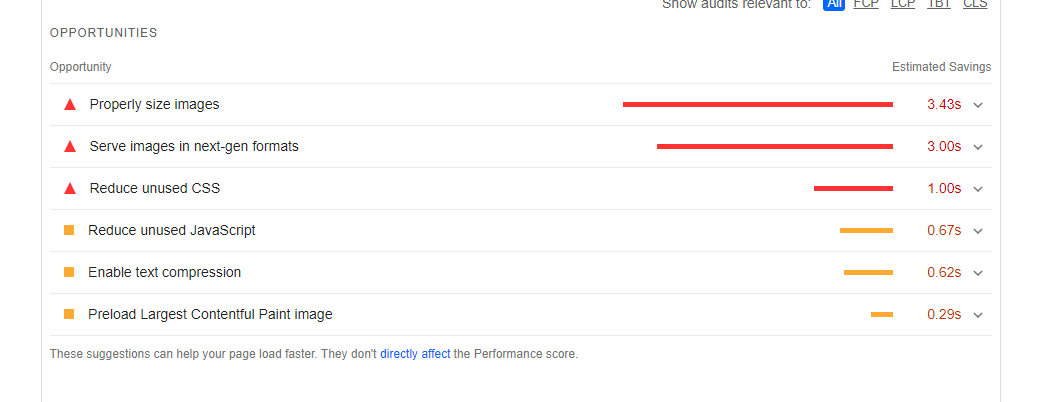 Show audits relevant to: All FCP LCP TBT CLS
OPPORTUNITIES
Opportunity Estimated Savings
Properly size images 3.43s
Serve images in next-gen formats 3.00s
Reduce unused CSS 1.00s
Reduce unused JavaScript 0.67s
Enable text compression 0.62s
Preload Largest Contentful Paint image 0.29s
These suggestions can help your page load faster. They don't directly affect the Performance score.